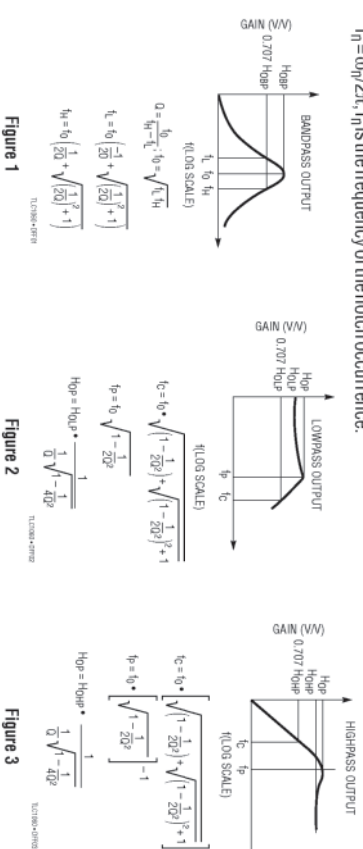 fn = ωn/2π, fn is the frequency of the notch occurrence.
BANDPASS OUTPUT
GAIN (V/V)
HOBP
0.707 HOBP
fL f0 fH
f(LOG SCALE)
Q = f0/(fH – fL); f0 = √(fL fH)
fL = f0 (–1/2Q + √((1/2Q)² + 1))
fH = f0 (1/2Q + √((1/2Q)² + 1))
Figure 1
LOWPASS OUTPUT
GAIN (V/V)
HOP
HOLP
0.707 HOLP
fP fC
f(LOG SCALE)
fC = f0 • √((1 – 1/2Q²) + √((1 – 1/2Q²)² + 1))
fP = f0 √(1 – 1/2Q²)
HOP = HOLP • 1/(1/Q √(1 – 1/4Q²))
Figure 2
HIGHPASS OUTPUT
GAIN (V/V)
HOP
HOHP
0.707 HOHP
fC fP
f(LOG SCALE)
fC = f0 • [√((1 – 1/2Q²) + √((1 – 1/2Q²)² + 1))]
fP = f0 • [√(1 – 1/2Q²)]–1
HOP = HOHP • 1/(1/Q √(1 – 1/4Q²))
Figure 3